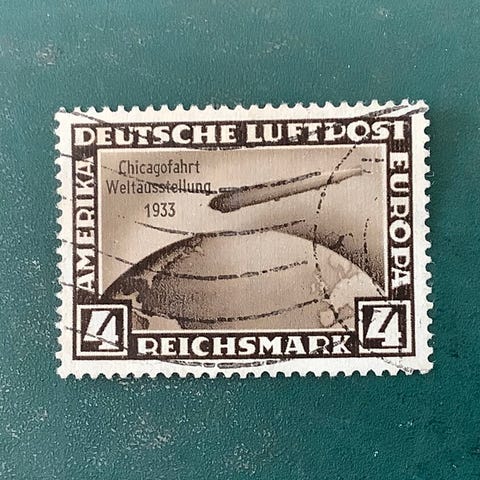 DEUTSCHE LUFTPOST
AMERIKA
EUROPA
Chicagofahrt
Weltausstellung
1933
4
REICHSMARK
4